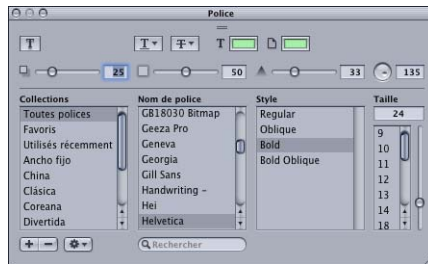 Police
T T T T
25 50 33 135
Collections Nom de police Style Taille
Toutes polices GB18030 Bitmap Regular 24
Favoris Geeza Pro Oblique 9
Utilisés récemment Geneva Bold 10
Ancho fijo Georgia Bold Oblique 11
China Gill Sans 12
Clásica Handwriting – 13
Coreana Hei 14
Divertida Helvetica 18
Rechercher